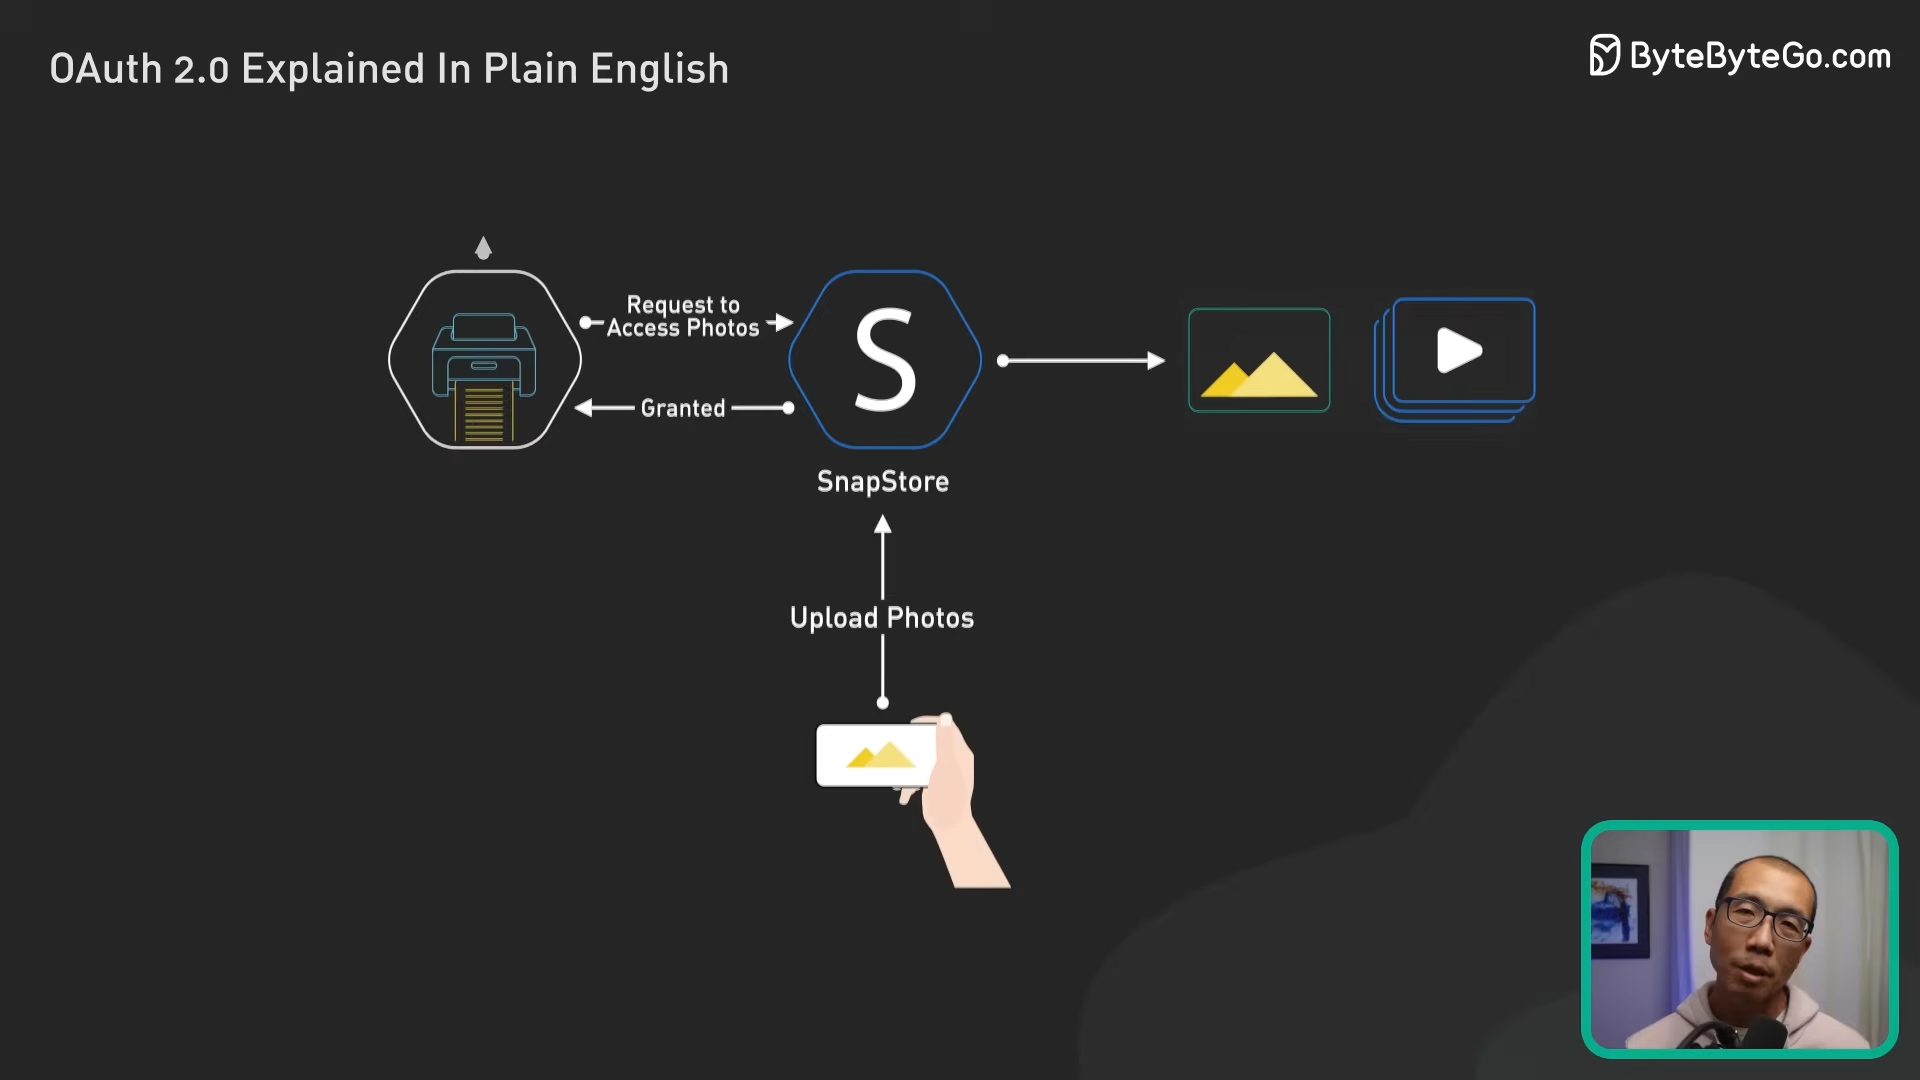 OAuth 2.0 Explained In Plain English
ByteByteGo.com
Request to
Access Photos
S
Granted
SnapStore
Upload Photos